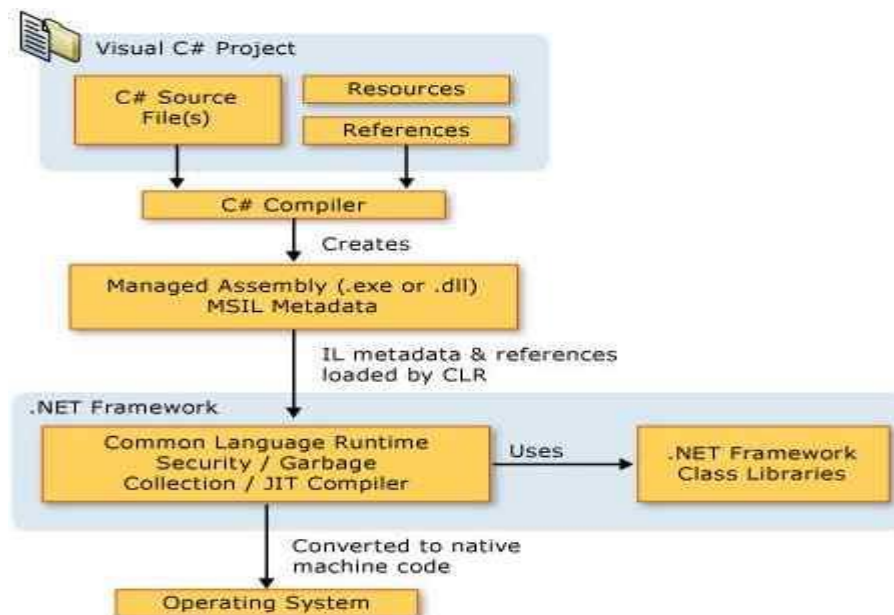 Visual C# Project
C# Source
File(s)
Resources
References
C# Compiler
Creates
Managed Assembly (.exe or .dll)
MSIL Metadata
IL metadata & references
loaded by CLR
.NET Framework
Common Language Runtime
Security / Garbage
Collection / JIT Compiler
Uses
.NET Framework
Class Libraries
Converted to native
machine code
Operating System